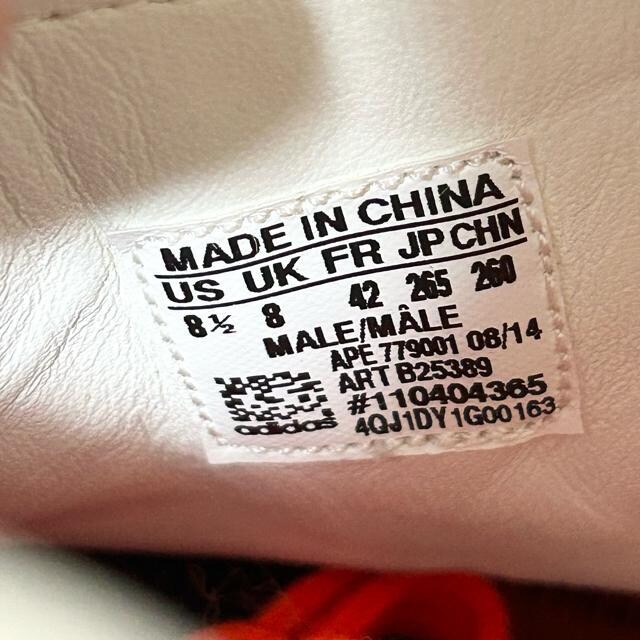 MADE IN CHINA
US UK FR JP CHN
8½ 8 42 265 260
MALE/MÂLE
APE 779001 08/14
ART B25389
#110404365
adidas 4QJ1DY1G00163